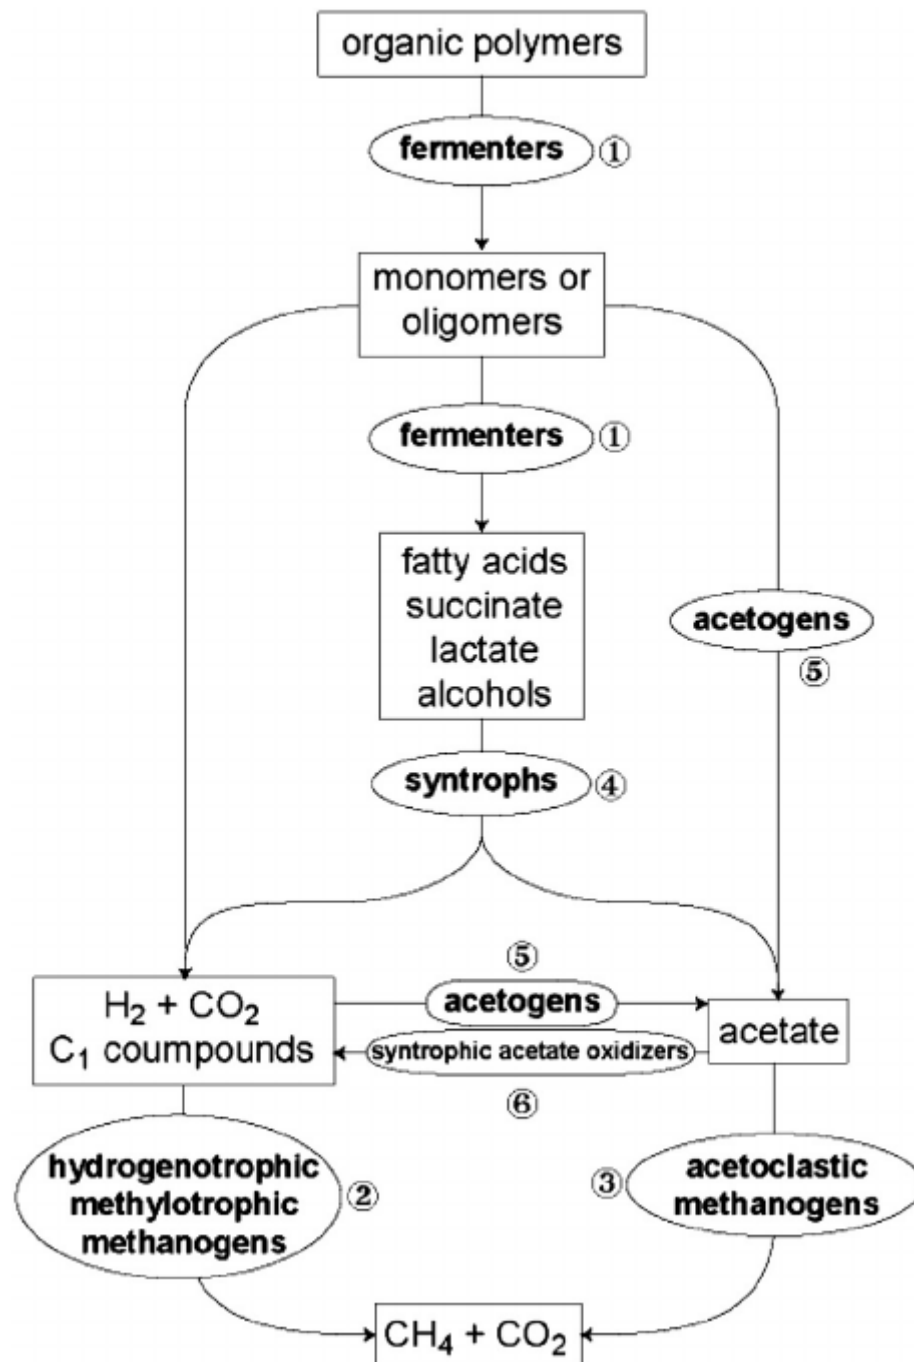 organic polymers
fermenters ①
monomers or
oligomers
fermenters ①
fatty acids
succinate
lactate
alcohols
acetogens
⑤
syntrophs ④
⑤
H₂ + CO₂
C₁ coumpounds
acetogens
syntrophic acetate oxidizers
⑥
acetate
hydrogenotrophic
methylotrophic
methanogens
②
③
acetoclastic
methanogens
CH₄ + CO₂